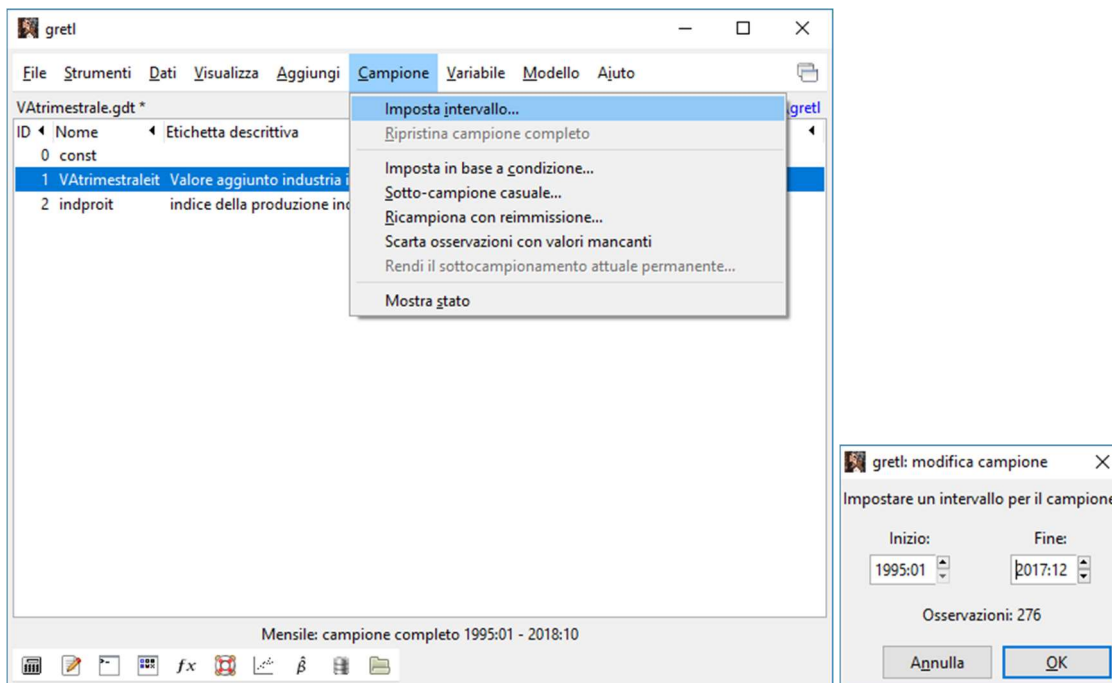 gretl
File Strumenti Dati Visualizza Aggiungi Campione Variabile Modello Aiuto
VAtrimestrale.gdt *
gretl
ID Nome Etichetta descrittiva
0 const
1 VAtrimestraleit Valore aggiunto industria i
2 indproit indice della produzione ind
Imposta intervallo...
Ripristina campione completo
Imposta in base a condizione...
Sotto-campione casuale...
Ricampiona con reimmissione...
Scarta osservazioni con valori mancanti
Rendi il sottocampionamento attuale permanente...
Mostra stato
Mensile: campione completo 1995:01 - 2018:10
fx β̂
gretl: modifica campione
Impostare un intervallo per il campione
Inizio: Fine:
1995:01 2017:12
Osservazioni: 276
Annulla OK